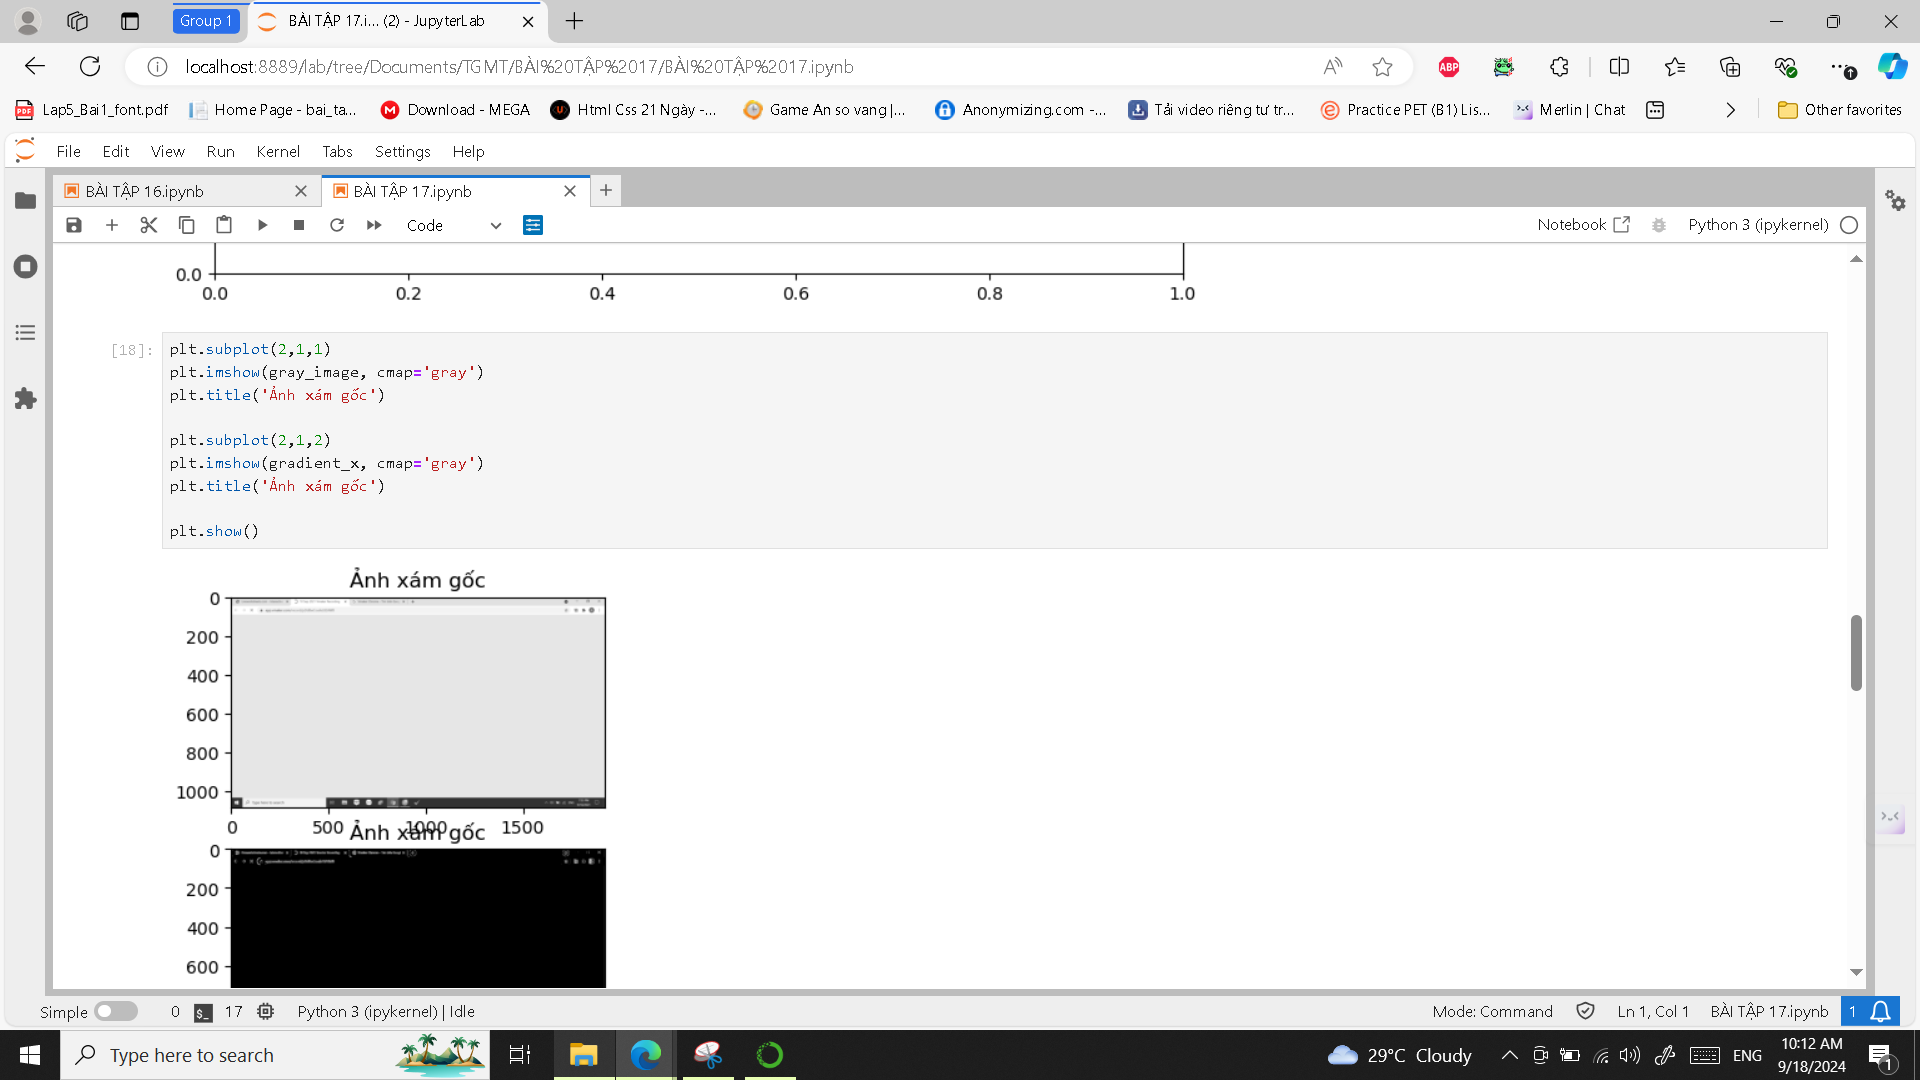 Group 1
BÀI TẬP 17.i... (2) - JupyterLab
localhost:8889/lab/tree/Documents/TGMT/BÀI%20TẬP%2017/BÀI%20TẬP%2017.ipynb
Lap5_Bai1_font.pdf
Home Page - bai_ta...
Download - MEGA
Html Css 21 Ngày -...
Game An so vang |...
Anonymizing.com -...
Tải video riêng tư tr...
Practice PET (B1) Lis...
Merlin | Chat
Other favorites
File Edit View Run Kernel Tabs Settings Help
BÀI TẬP 16.ipynb
BÀI TẬP 17.ipynb
Code
Notebook
Python 3 (ipykernel)
0.0
0.0 0.2 0.4 0.6 0.8 1.0
[18]:
plt.subplot(2,1,1)
plt.imshow(gray_image, cmap='gray')
plt.title('Ảnh xám gốc')
plt.subplot(2,1,2)
plt.imshow(gradient_x, cmap='gray')
plt.title('Ảnh xám gốc')
plt.show()
Ảnh xám gốc
0
200
400
600
800
1000
0 500 1000 1500
Ảnh xám gốc
0
200
400
600
Simple
0
17
Python 3 (ipykernel) | Idle
Mode: Command
Ln 1, Col 1
BÀI TẬP 17.ipynb
1
Type here to search
29°C Cloudy
ENG
10:12 AM
9/18/2024
1